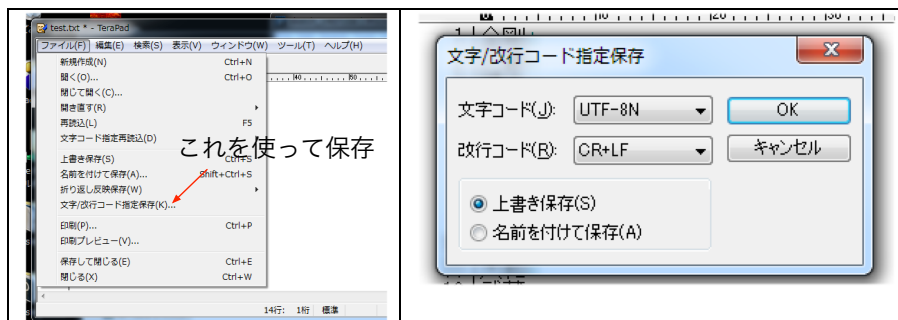 test.txt * - TeraPad
ファイル(F) 編集(E) 検索(S) 表示(V) ウィンドウ(W) ツール(T) ヘルプ(H)
新規作成(N) Ctrl+N
開く(O)... Ctrl+O
閉じて開く(C)...
開き直す(R)
再読込(L) F5
文字コード指定再読込(D)
これを使って保存
上書き保存(S) Ctrl+S
名前を付けて保存(A)... Shift+Ctrl+S
折り返し反映保存(W)
文字/改行コード指定保存(K)...
印刷(P)... Ctrl+P
印刷プレビュー(V)...
保存して閉じる(E) Ctrl+E
閉じる(X) Ctrl+W
14行: 1桁 標準
文字/改行コード指定保存
文字コード(J): UTF-8N OK
改行コード(R): CR+LF キャンセル
上書き保存(S)
名前を付けて保存(A)